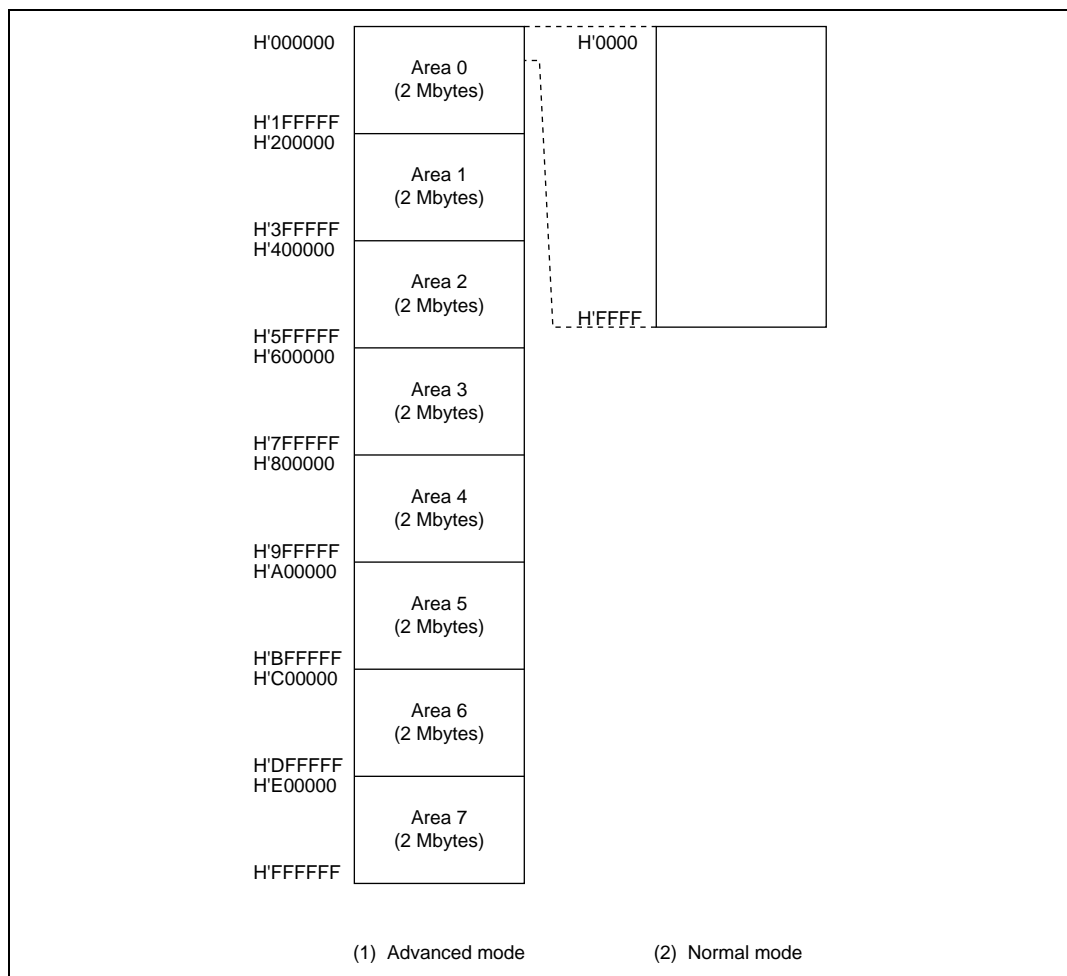 H'000000
Area 0
(2 Mbytes)
H'1FFFFF
H'200000
Area 1
(2 Mbytes)
H'3FFFFF
H'400000
Area 2
(2 Mbytes)
H'5FFFFF
H'600000
Area 3
(2 Mbytes)
H'7FFFFF
H'800000
Area 4
(2 Mbytes)
H'9FFFFF
H'A00000
Area 5
(2 Mbytes)
H'BFFFFF
H'C00000
Area 6
(2 Mbytes)
H'DFFFFF
H'E00000
Area 7
(2 Mbytes)
H'FFFFFF
(1) Advanced mode
H'0000
H'FFFF
(2) Normal mode